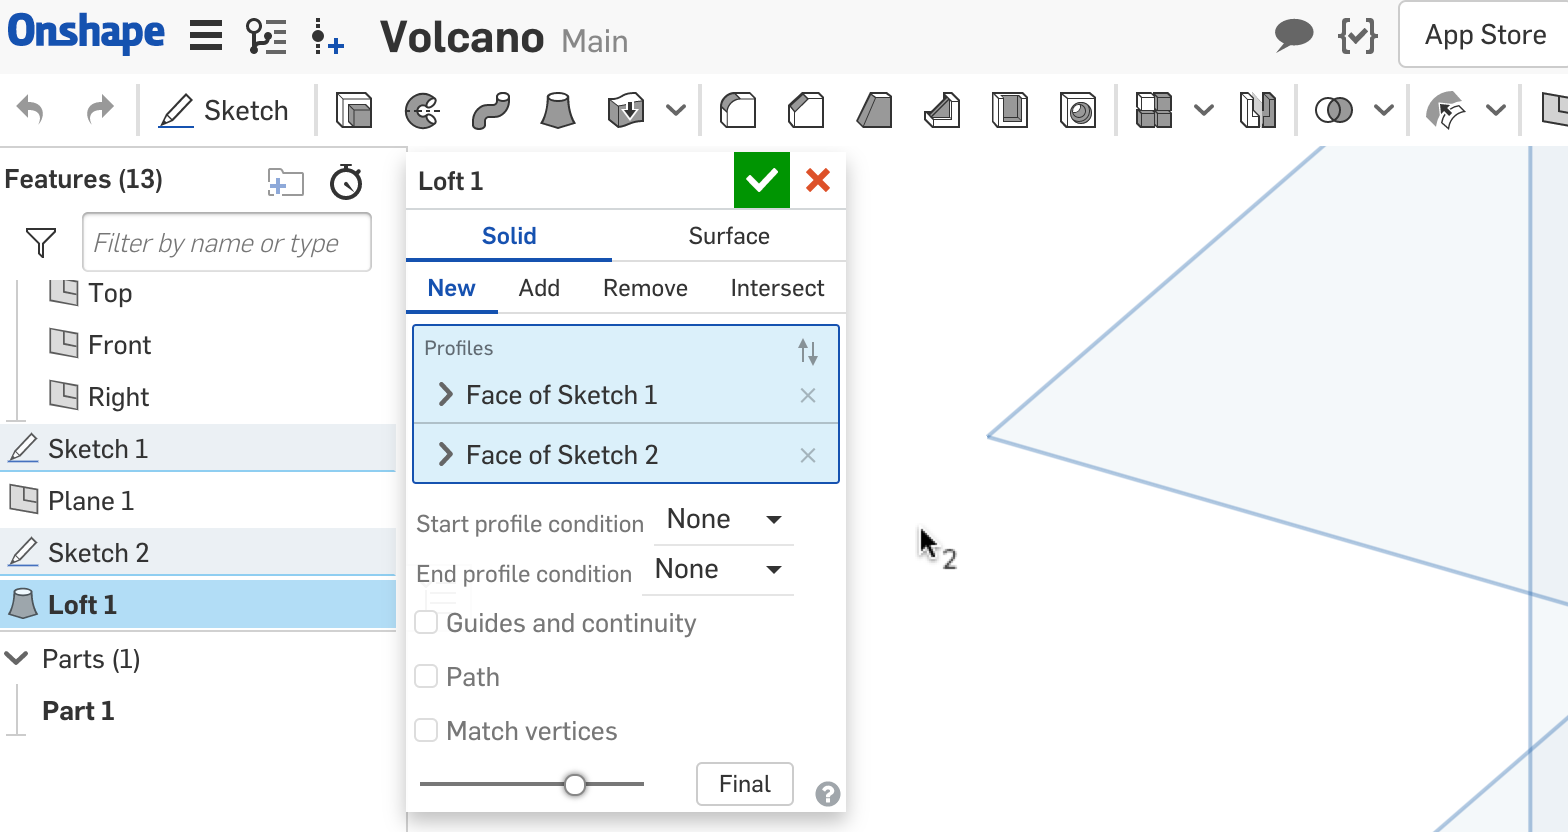 Onshape
Volcano Main
App Store
Sketch
Features (13)
Filter by name or type
Top
Front
Right
Sketch 1
Plane 1
Sketch 2
Loft 1
Parts (1)
Part 1
Loft 1
Solid Surface
New Add Remove Intersect
Profiles
Face of Sketch 1
Face of Sketch 2
Start profile condition None
End profile condition None
Guides and continuity
Path
Match vertices
Final
?
2